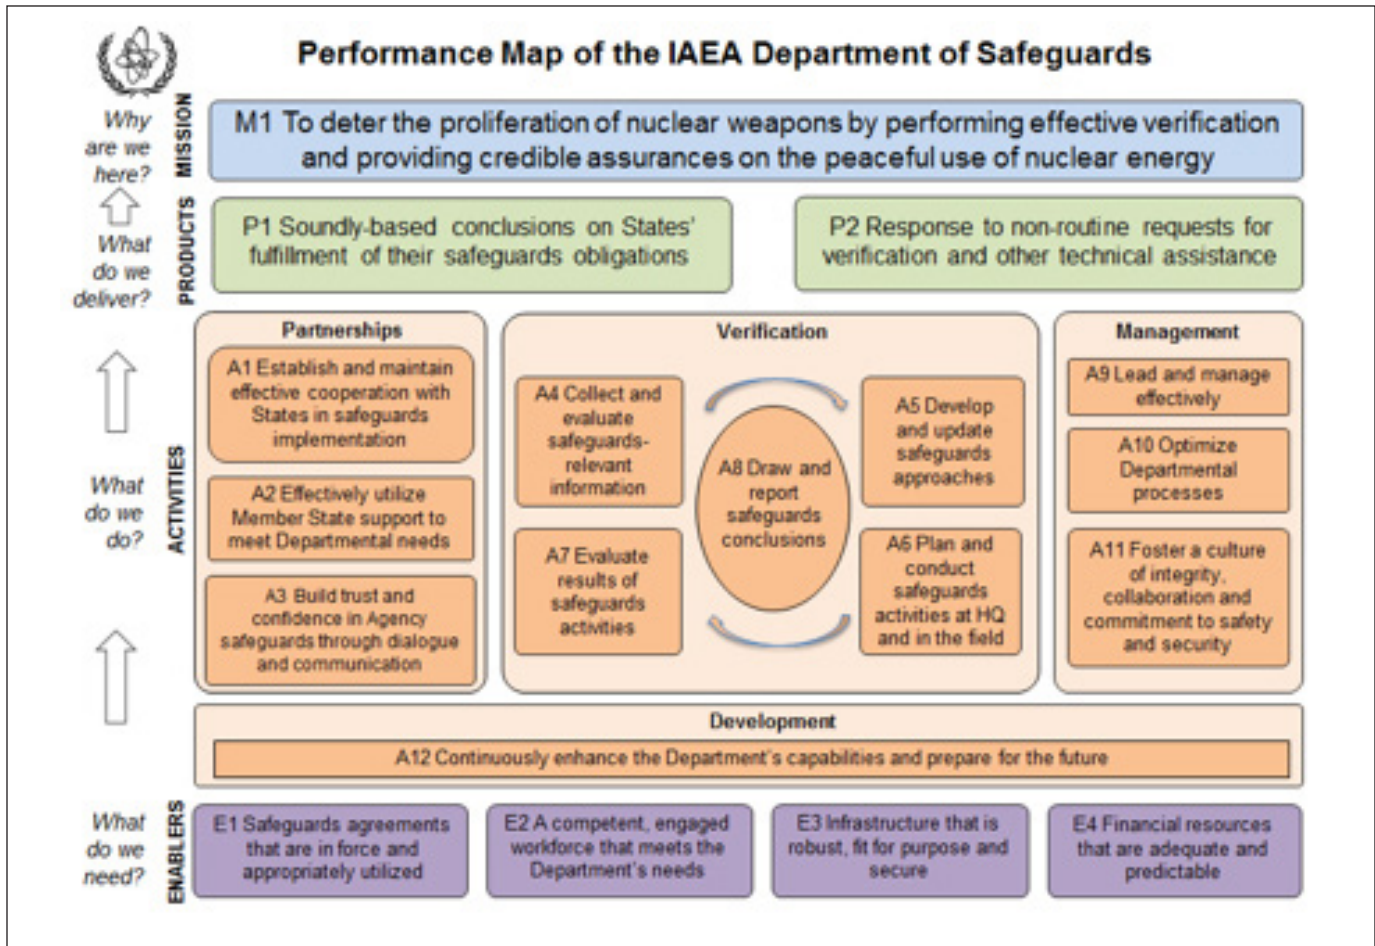 Performance Map of the IAEA Department of Safeguards
Why
are we
here?
MISSION
M1 To deter the proliferation of nuclear weapons by performing effective verification
and providing credible assurances on the peaceful use of nuclear energy
What
do we
deliver?
PRODUCTS
P1 Soundly-based conclusions on States'
fulfillment of their safeguards obligations
P2 Response to non-routine requests for
verification and other technical assistance
What
do we
do?
ACTIVITIES
Partnerships
A1 Establish and maintain
effective cooperation with
States in safeguards
implementation
A2 Effectively utilize
Member State support to
meet Departmental needs
A3 Build trust and
confidence in Agency
safeguards through dialogue
and communication
Verification
A4 Collect and
evaluate
safeguards-
relevant
information
A5 Develop
and update
safeguards
approaches
A8 Draw and
report
safeguards
conclusions
A7 Evaluate
results of
safeguards
activities
A6 Plan and
conduct
safeguards
activities at HQ
and in the field
Management
A9 Lead and manage
effectively
A10 Optimize
Departmental
processes
A11 Foster a culture
of integrity,
collaboration and
commitment to safety
and security
Development
A12 Continuously enhance the Department's capabilities and prepare for the future
What
do we
need?
ENABLERS
E1 Safeguards agreements
that are in force and
appropriately utilized
E2 A competent, engaged
workforce that meets the
Department's needs
E3 Infrastructure that is
robust, fit for purpose and
secure
E4 Financial resources
that are adequate and
predictable